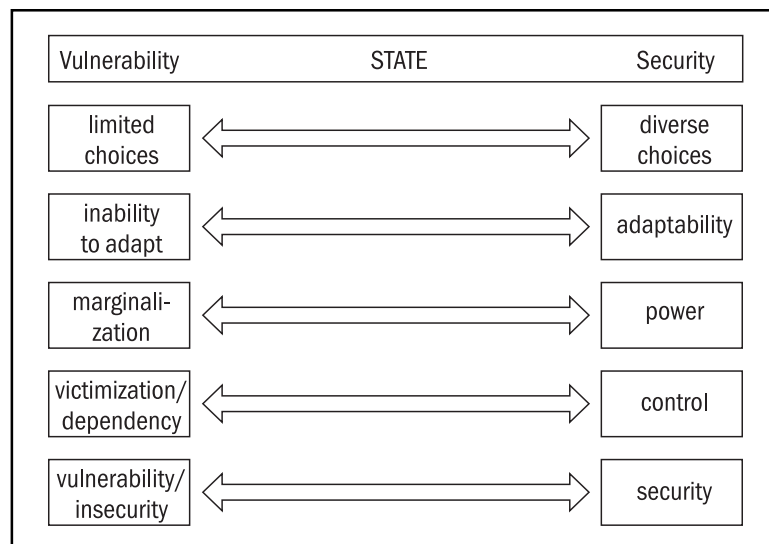 Vulnerability STATE Security
limited
choices
diverse
choices
inability
to adapt
adaptability
marginali-
zation
power
victimization/
dependency
control
vulnerability/
insecurity
security